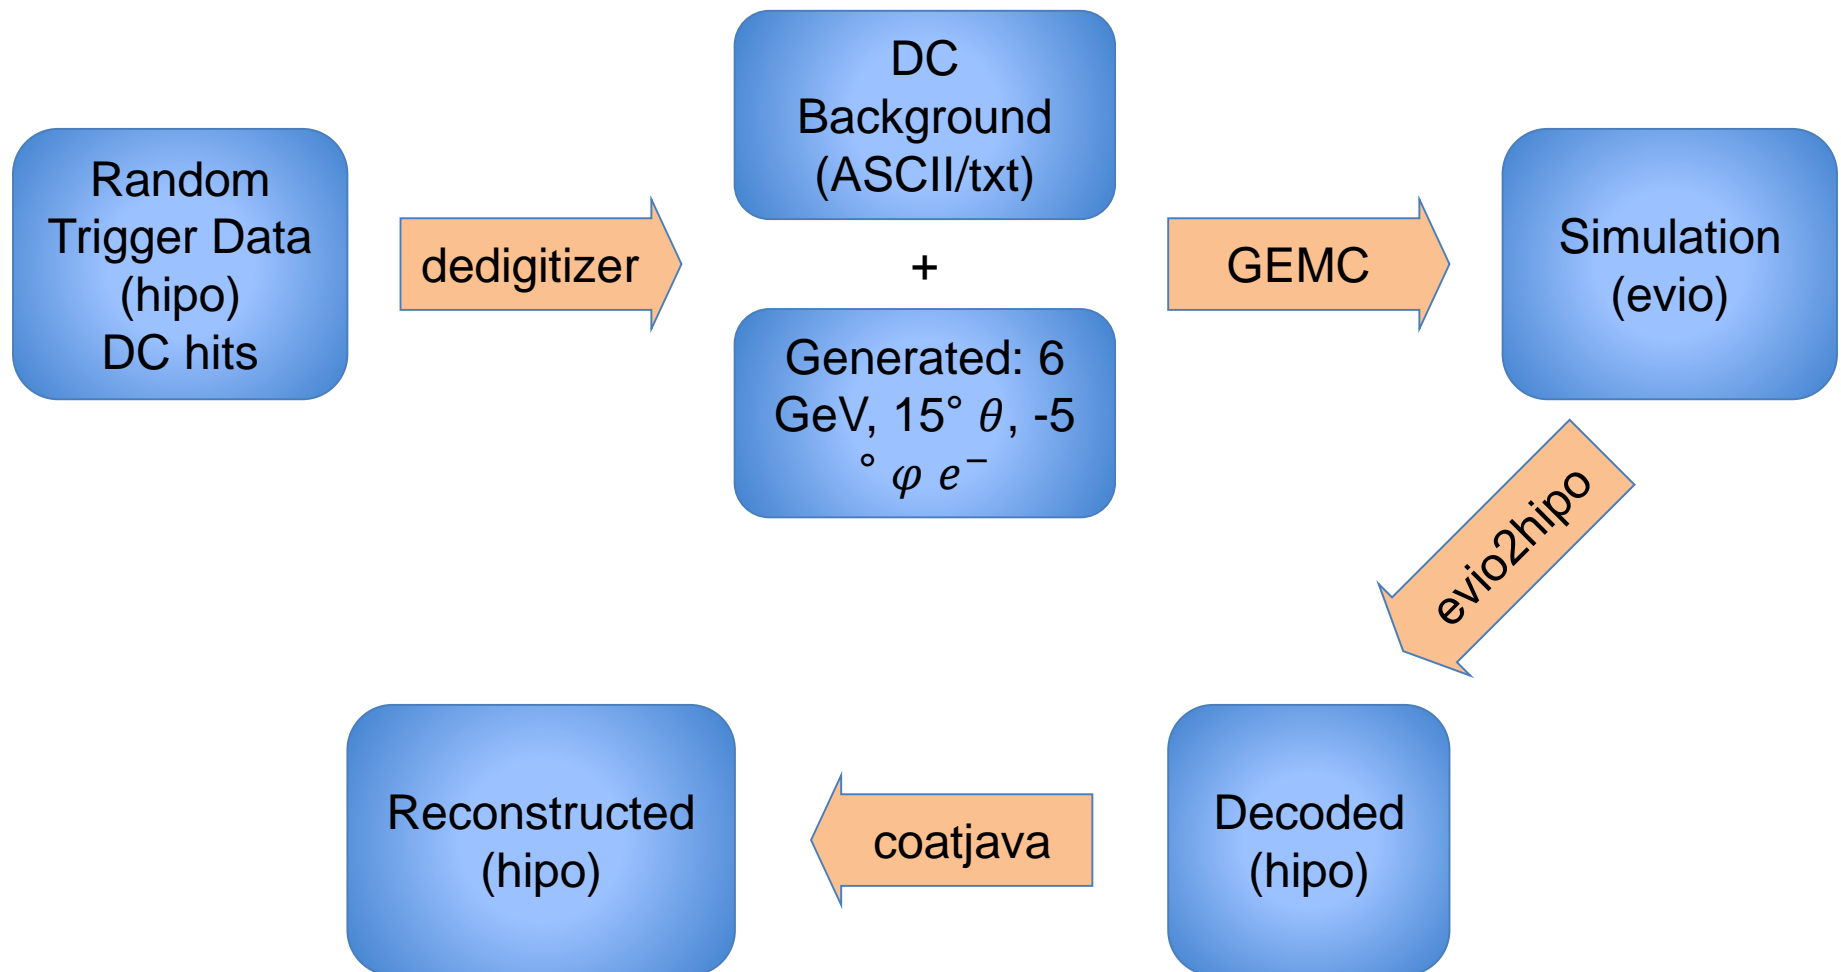 Random
Trigger Data
(hipo)
DC hits
dedigitizer
DC
Background
(ASCII/txt)
+
Generated: 6
GeV, 15° θ, -5
° φ e⁻
GEMC
Simulation
(evio)
evio2hipo
Decoded
(hipo)
coatjava
Reconstructed
(hipo)